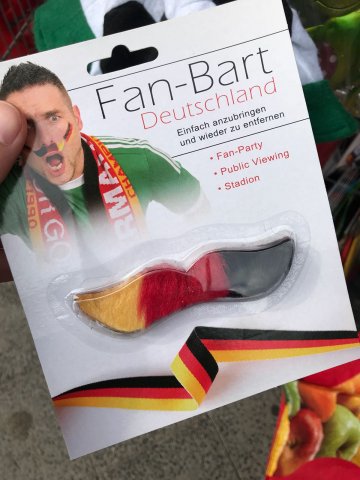 Fan-Bart
Deutschland
Einfach anzubringen
und wieder zu entfernen
• Fan-Party
• Public Viewing
• Stadion